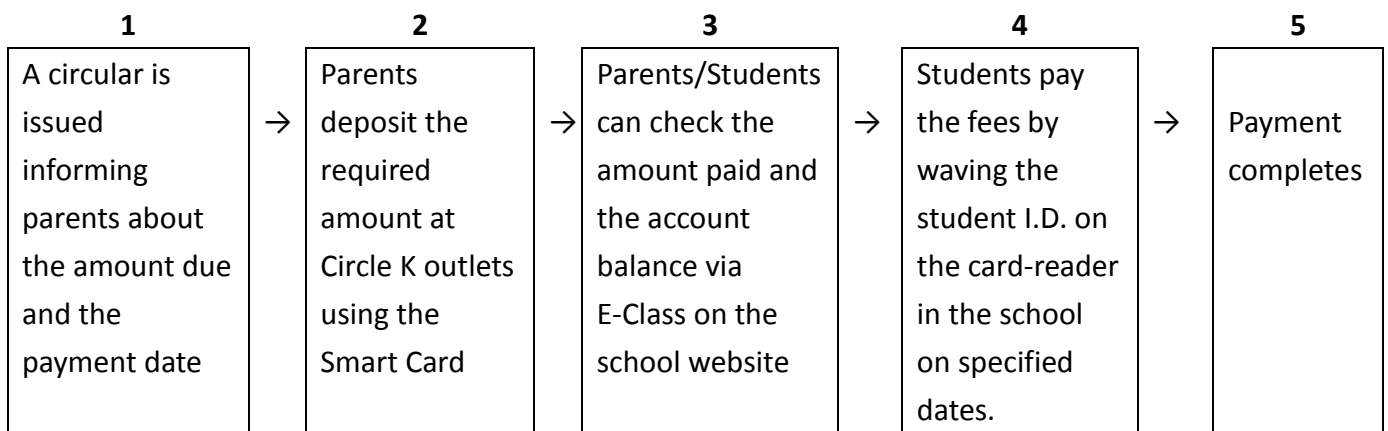 1
A circular is
issued
informing
parents about
the amount due
and the
payment date
→
2
Parents
deposit the
required
amount at
Circle K outlets
using the
Smart Card
→
3
Parents/Students
can check the
amount paid and
the account
balance via
E-Class on the
school website
→
4
Students pay
the fees by
waving the
student I.D. on
the card-reader
in the school
on specified
dates.
→
5
Payment
completes